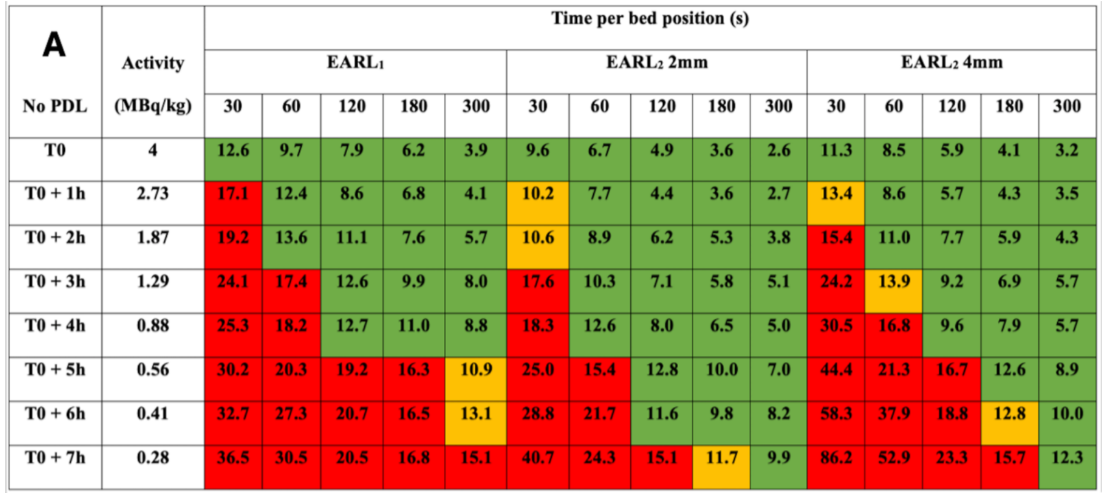 Time per bed position (s)
A
No PDL
Activity
(MBq/kg)
EARL₁ EARL₂ 2mm EARL₂ 4mm
30 60 120 180 300 30 60 120 180 300 30 60 120 180 300
T0 4 12.6 9.7 7.9 6.2 3.9 9.6 6.7 4.9 3.6 2.6 11.3 8.5 5.9 4.1 3.2
T0 + 1h 2.73 17.1 12.4 8.6 6.8 4.1 10.2 7.7 4.4 3.6 2.7 13.4 8.6 5.7 4.3 3.5
T0 + 2h 1.87 19.2 13.6 11.1 7.6 5.7 10.6 8.9 6.2 5.3 3.8 15.4 11.0 7.7 5.9 4.3
T0 + 3h 1.29 24.1 17.4 12.6 9.9 8.0 17.6 10.3 7.1 5.8 5.1 24.2 13.9 9.2 6.9 5.7
T0 + 4h 0.88 25.3 18.2 12.7 11.0 8.8 18.3 12.6 8.0 6.5 5.0 30.5 16.8 9.6 7.9 5.7
T0 + 5h 0.56 30.2 20.3 19.2 16.3 10.9 25.0 15.4 12.8 10.0 7.0 44.4 21.3 16.7 12.6 8.9
T0 + 6h 0.41 32.7 27.3 20.7 16.5 13.1 28.8 21.7 11.6 9.8 8.2 58.3 37.9 18.8 12.8 10.0
T0 + 7h 0.28 36.5 30.5 20.5 16.8 15.1 40.7 24.3 15.1 11.7 9.9 86.2 52.9 23.3 15.7 12.3